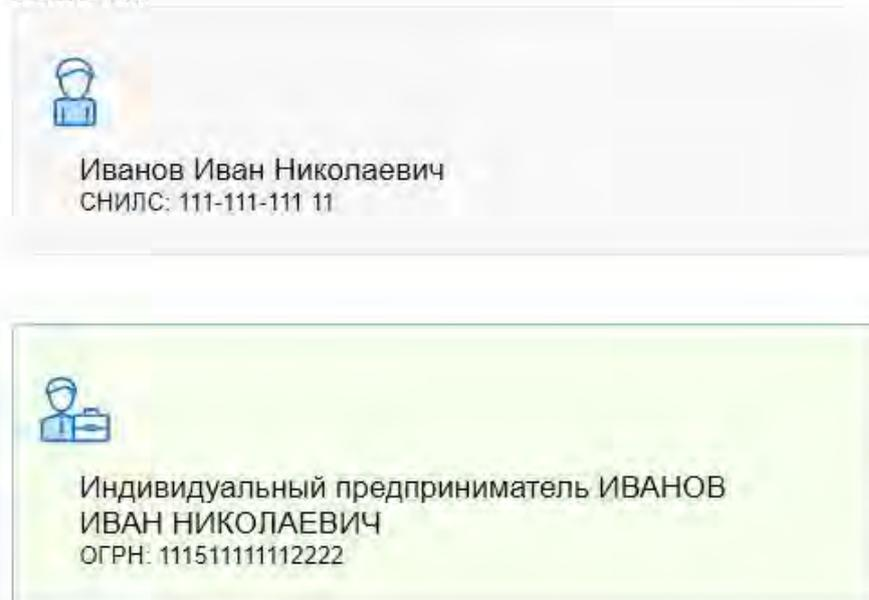 Иванов Иван Николаевич
СНИЛС: 111-111-111 11
Индивидуальный предприниматель ИВАНОВ
ИВАН НИКОЛАЕВИЧ
ОГРН: 111511111112222